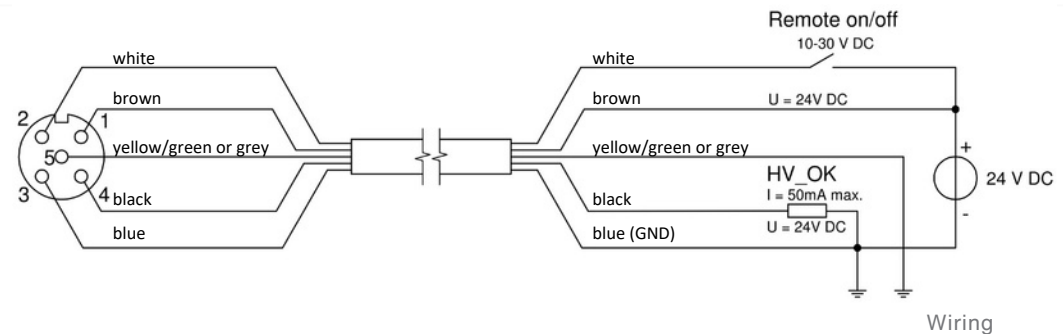 Remote on/off
10-30 V DC
white
white
brown
brown
U = 24V DC
2
1
5
yellow/green or grey
yellow/green or grey
+
24 V DC
-
HV_OK
I = 50mA max.
3
4
black
black
U = 24V DC
blue
blue (GND)
Wiring